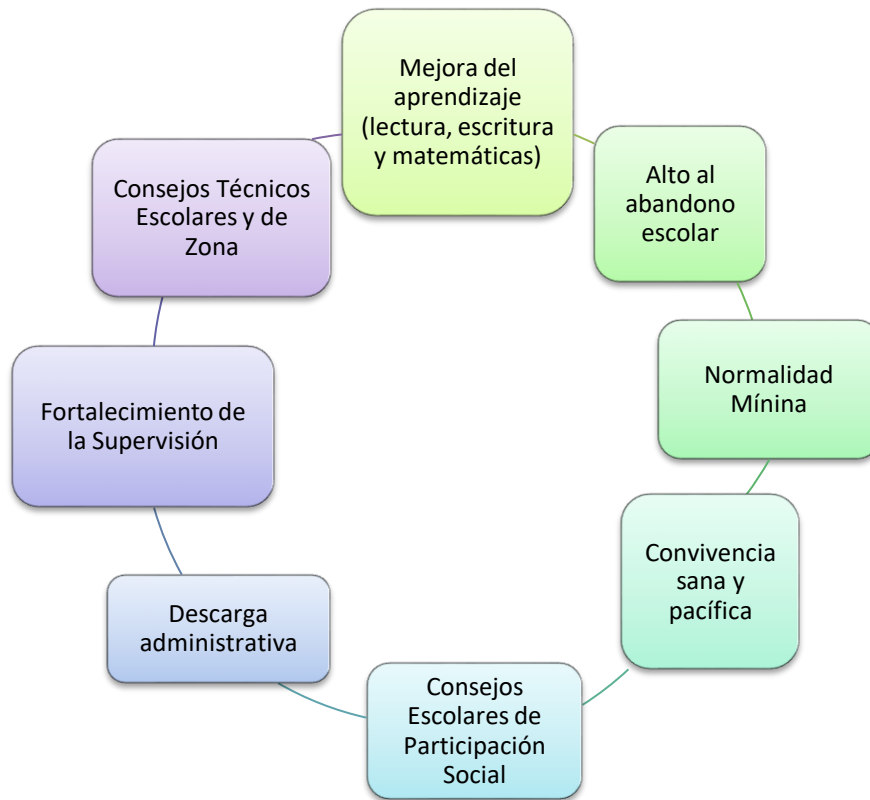 Mejora del
aprendizaje
(lectura, escritura
y matemáticas)
Alto al
abandono
escolar
Normalidad
Mínina
Convivencia
sana y
pacífica
Consejos
Escolares de
Participación
Social
Descarga
administrativa
Fortalecimiento de
la Supervisión
Consejos Técnicos
Escolares y de
Zona